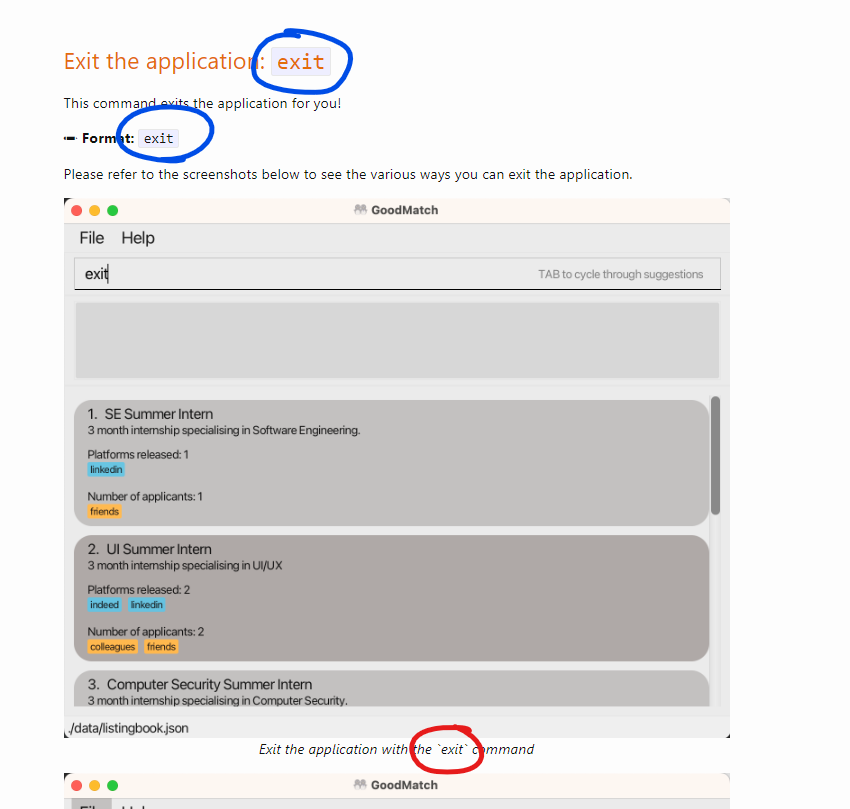 Exit the application: exit
This command exits the application for you!
Format: exit
Please refer to the screenshots below to see the various ways you can exit the application.
GoodMatch
File Help
exit TAB to cycle through suggestions
1. SE Summer Intern
3 month internship specialising in Software Engineering.
Platforms released: 1
linkedin
Number of applicants: 1
friends
2. UI Summer Intern
3 month internship specialising in UI/UX
Platforms released: 2
indeed linkedin
Number of applicants: 2
colleagues friends
3. Computer Security Summer Intern
3 month internship specialising in Computer Security.
./data/listingbook.json
Exit the application with the `exit` command
GoodMatch
File Help